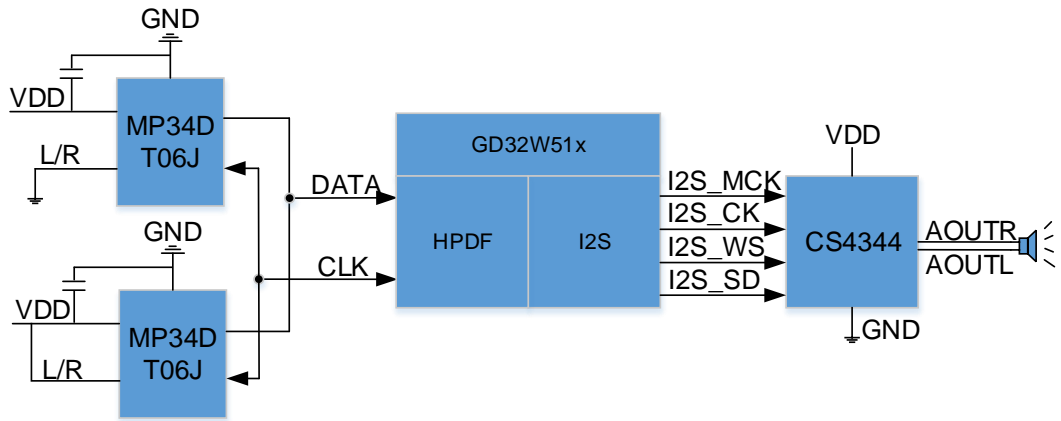 GND
VDD
MP34D
T06J
L/R
GND
VDD
MP34D
T06J
L/R
DATA
CLK
GD32W51x
HPDF
I2S
I2S_MCK
I2S_CK
I2S_WS
I2S_SD
VDD
CS4344
GND
AOUTR
AOUTL